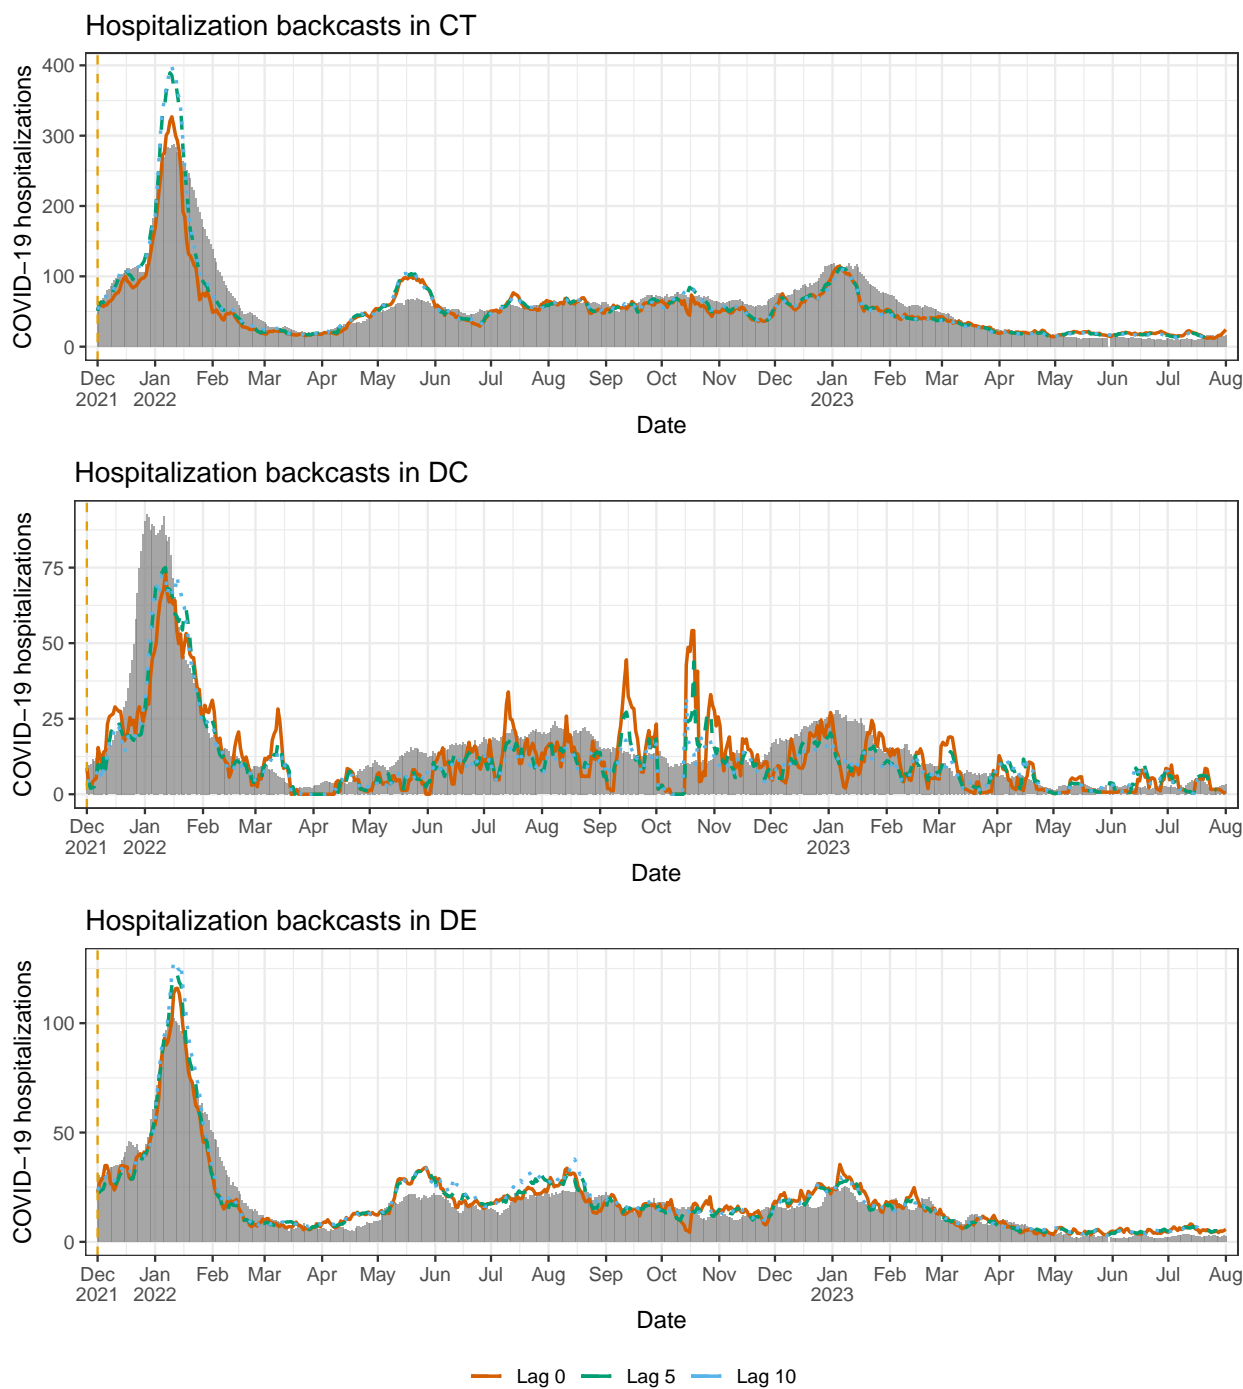 Hospitalization backcasts in CT
COVID−19 hospitalizations
400
300
200
100
0
Dec Jan Feb Mar Apr May Jun Jul Aug Sep Oct Nov Dec Jan Feb Mar Apr May Jun Jul Aug
2021 2022 2023
Date
Hospitalization backcasts in DC
COVID−19 hospitalizations
75
50
25
0
Dec Jan Feb Mar Apr May Jun Jul Aug Sep Oct Nov Dec Jan Feb Mar Apr May Jun Jul Aug
2021 2022 2023
Date
Hospitalization backcasts in DE
COVID−19 hospitalizations
100
50
0
Dec Jan Feb Mar Apr May Jun Jul Aug Sep Oct Nov Dec Jan Feb Mar Apr May Jun Jul Aug
2021 2022 2023
Date
Lag 0 Lag 5 Lag 10